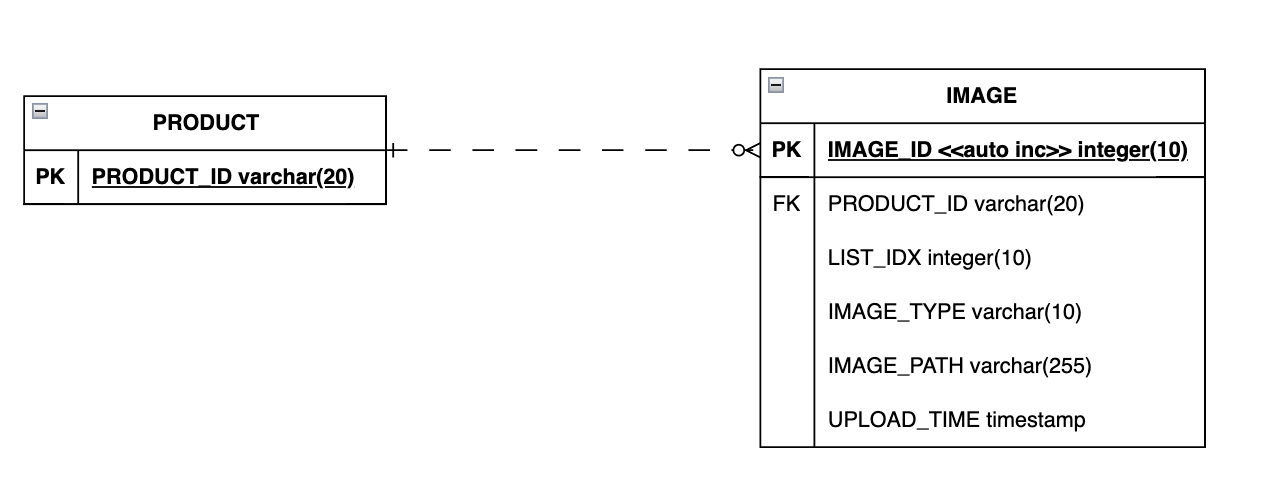 PRODUCT
PK PRODUCT_ID varchar(20)
IMAGE
PK IMAGE_ID <<auto inc>> integer(10)
FK PRODUCT_ID varchar(20)
LIST_IDX integer(10)
IMAGE_TYPE varchar(10)
IMAGE_PATH varchar(255)
UPLOAD_TIME timestamp